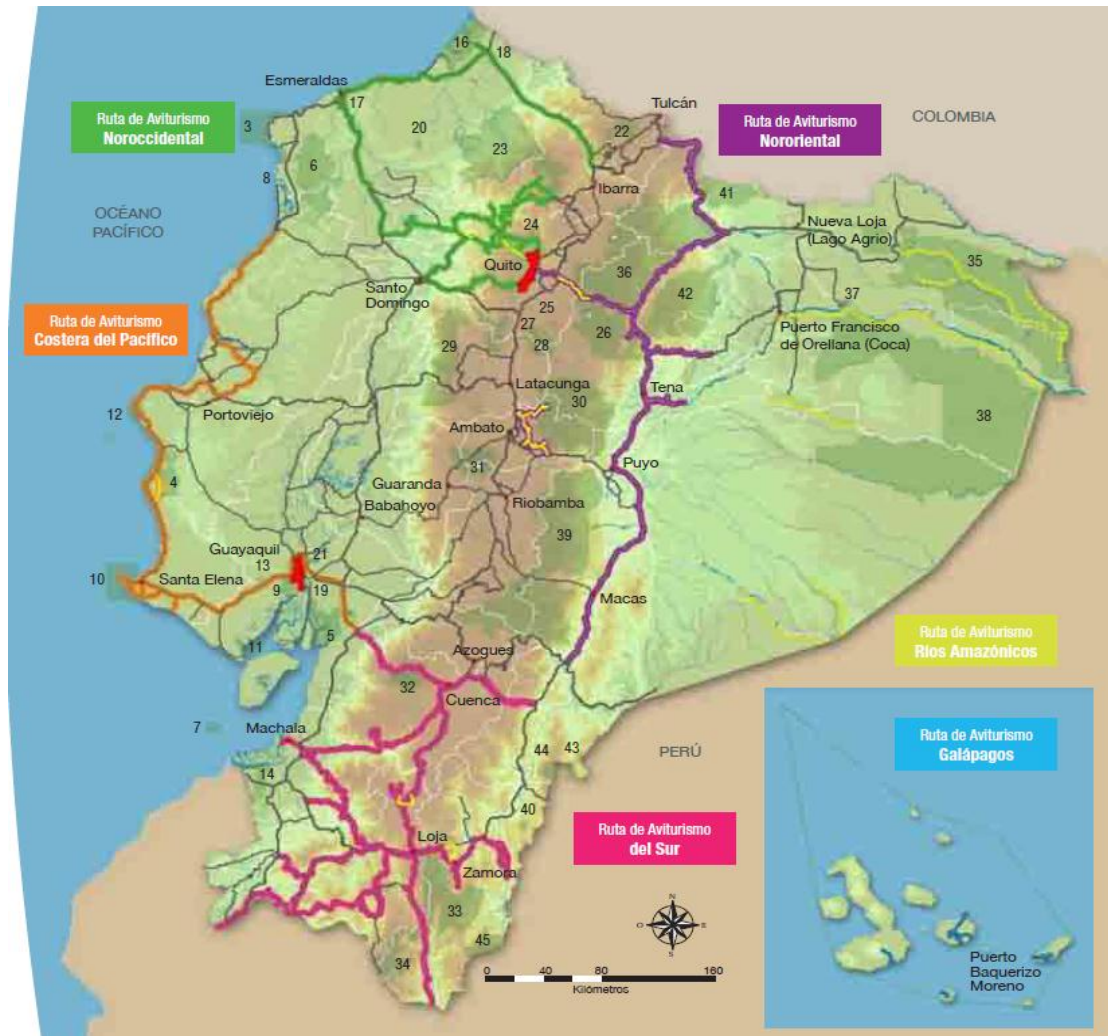 16
18
Esmeraldas
17
Tulcán
Ruta de Aviturismo
Noroccidental
Ruta de Aviturismo
Nororiental
COLOMBIA
3
20
22
23
6
8
Ibarra
41
OCÉANO
PACÍFICO
24
Nueva Loja
(Lago Agrio)
35
Quito
36
Santo
Domingo
25
42
37
Ruta de Aviturismo
Costera del Pacífico
27
26
Puerto Francisco
de Orellana (Coca)
29
28
Latacunga
Tena
30
12
Portoviejo
38
Ambato
4
31
Puyo
Guaranda
Babahoyo
Riobamba
39
Guayaquil
21
13
10
Santa Elena
9
19
Macas
11
5
Azogues
Ruta de Aviturismo
Ríos Amazónicos
32
Cuenca
7
Machala
PERÚ
44
43
Ruta de Aviturismo
Galápagos
14
40
Loja
Ruta de Aviturismo
del Sur
Zamora
33
N
O
E
S
45
34
0
40
80
160
Kilómetros
Puerto
Baquerizo
Moreno